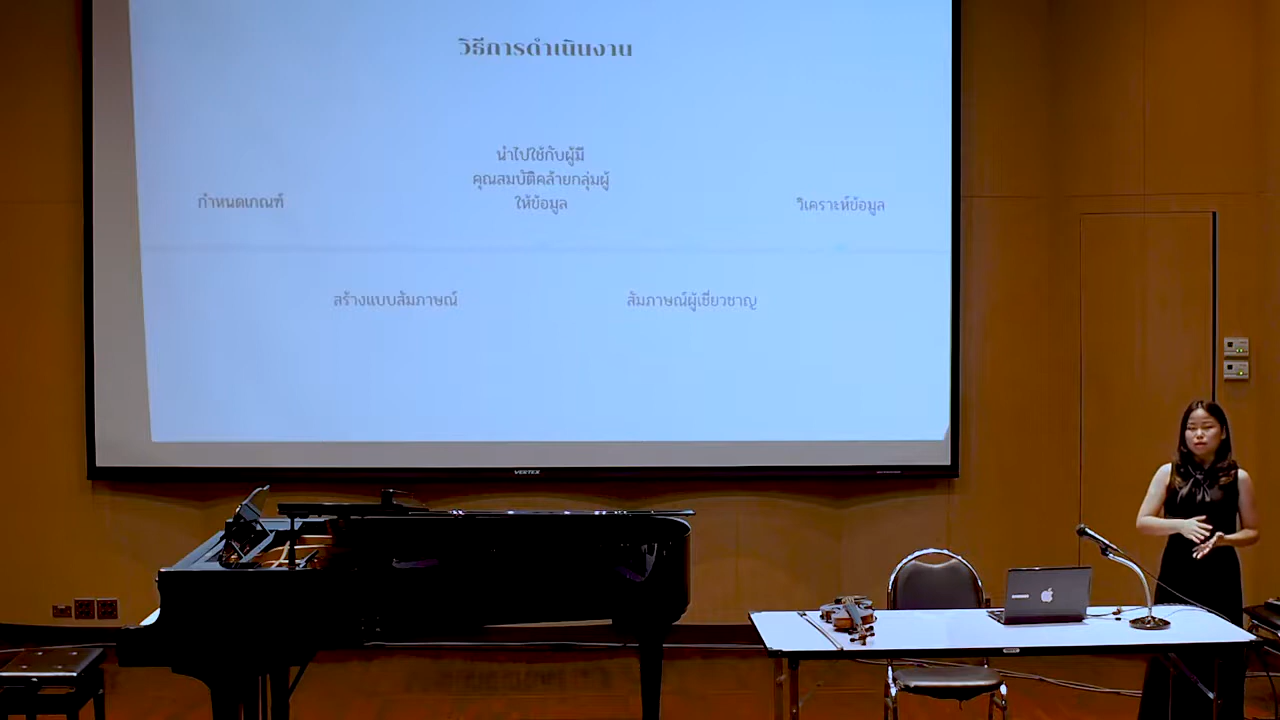 วิธีการดำเนินงาน
นำไปใช้กับผู้มี
คุณสมบัติคล้ายกลุ่มผู้
ให้ข้อมูล
กำหนดเกณฑ์
วิเคราะห์ข้อมูล
สร้างแบบสัมภาษณ์
สัมภาษณ์ผู้เชี่ยวชาญ
VERTEX